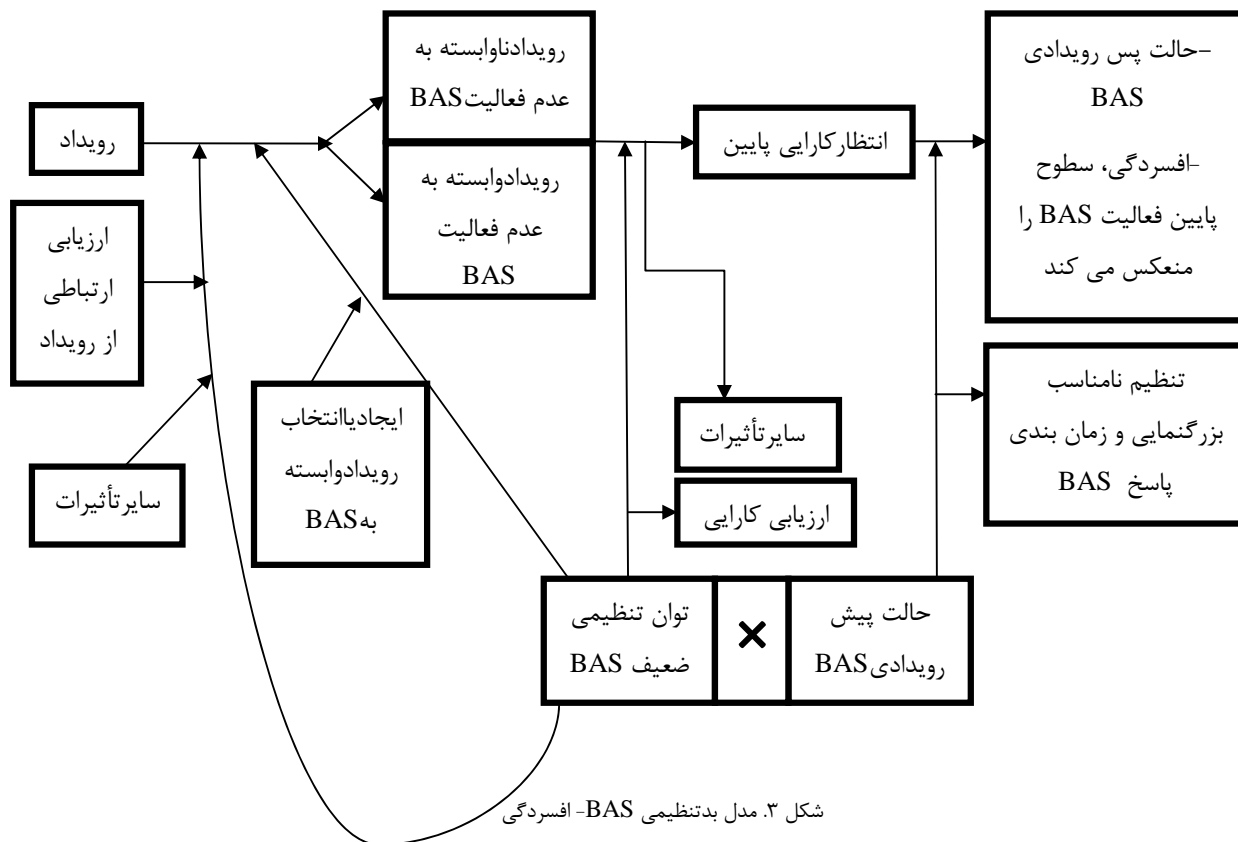 رویداد
ارزیابی
ارتباطی
از رویداد
سایرتأثیرات
رویدادناوابسته به
عدم فعالیتBAS
رویدادوابسته به
عدم فعالیت
BAS
ایجادیاانتخاب
رویدادوابسته
بهBAS
انتظارکارایی پایین
سایرتأثیرات
ارزیابی کارایی
-حالت پس رویدادی
BAS
-افسردگی، سطوح
پایین فعالیت BAS را
منعکس می کند
تنظیم نامناسب
بزرگنمایی و زمان بندی
پاسخ BAS
توان تنظیمی
ضعیف BAS
×
حالت پیش
رویدادیBAS
شکل ۳. مدل بدتنظیمی BAS- افسردگی